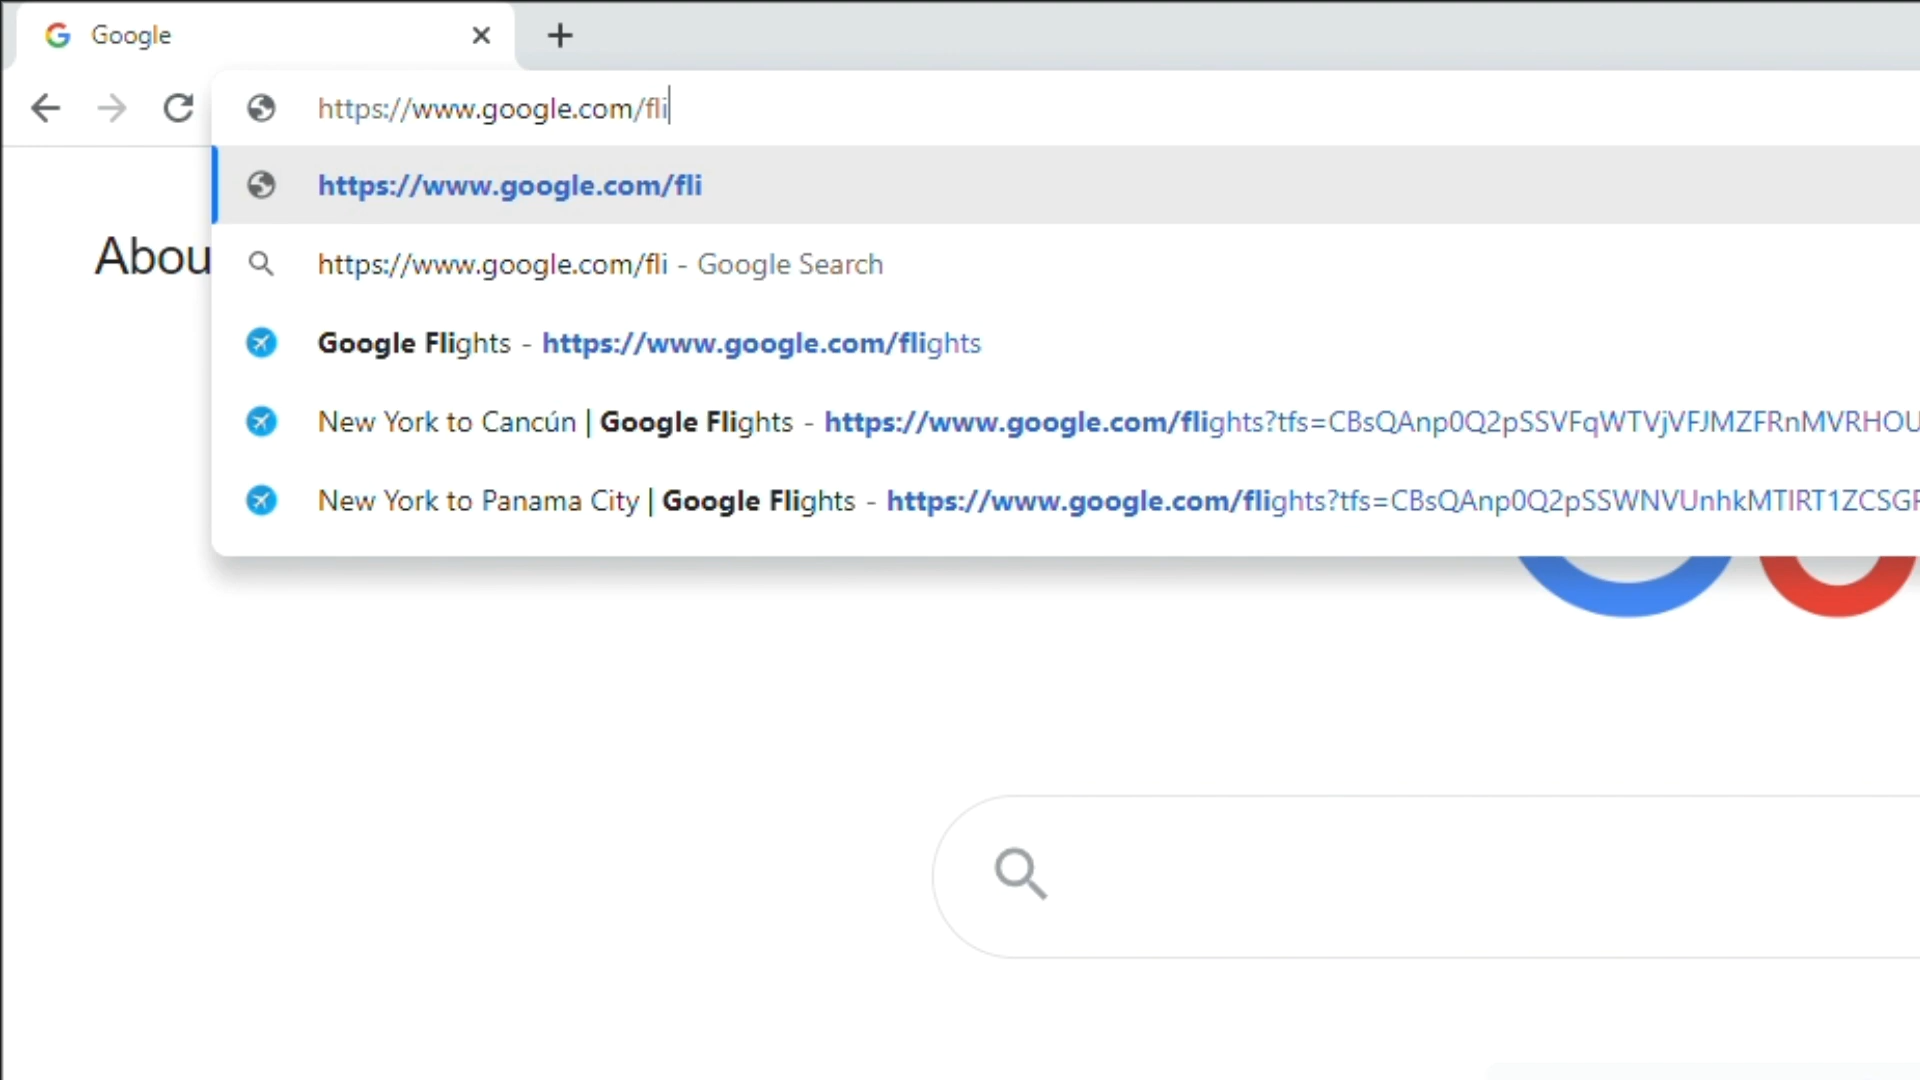 Google
https://www.google.com/fli
https://www.google.com/fli
https://www.google.com/fli - Google Search
Google Flights - https://www.google.com/flights
New York to Cancún | Google Flights - https://www.google.com/flights?tfs=CBsQAnp0Q2pSSVFqWTVjVFJMZFRnMVRHOU
New York to Panama City | Google Flights - https://www.google.com/flights?tfs=CBsQAnp0Q2pSSWNVUnhkMTlRT1ZCSGF
Abou